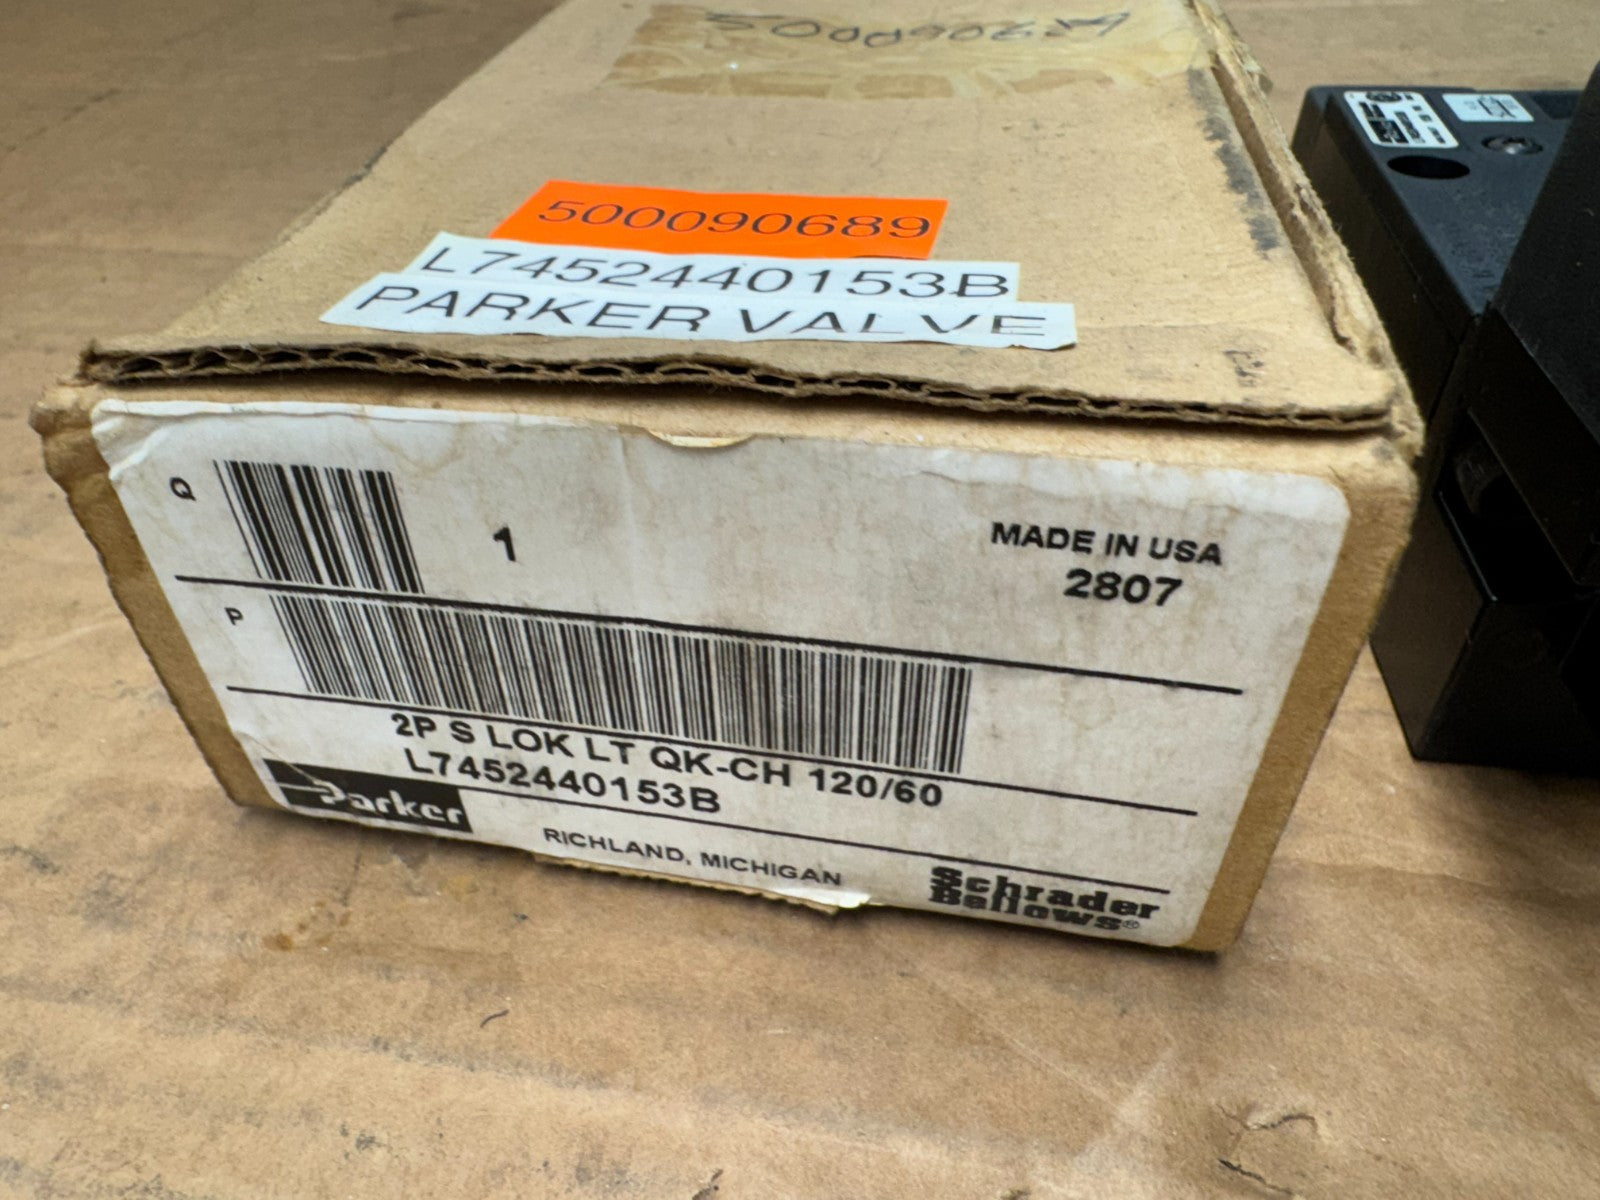 500090689
500090689
L7452440153B
PARKER VALVE
Q
1
MADE IN USA
2807
P
2P S LOK LT QK-CH 120/60
L7452440153B
Parker
RICHLAND, MICHIGAN
Schrader
Bellows®